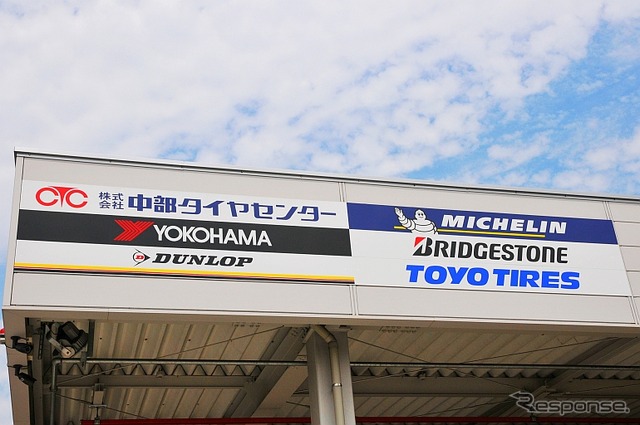 CTC 株式会社 中部タイヤセンター
YOKOHAMA
DUNLOP
MICHELIN
BRIDGESTONE
TOYO TIRES
Response.